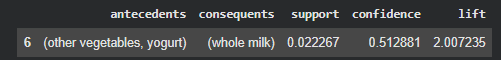 antecedents consequents support confidence lift
6 (other vegetables, yogurt) (whole milk) 0.022267 0.512881 2.007235